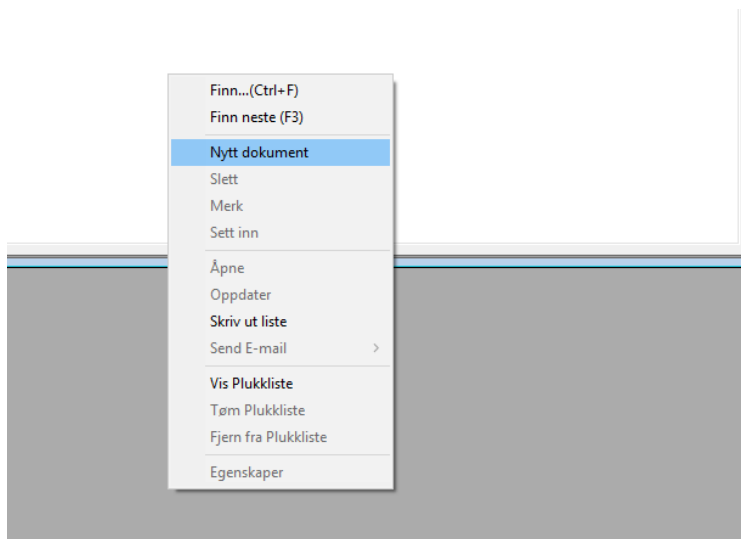 Finn...(Ctrl+F)
Finn neste (F3)
Nytt dokument
Slett
Merk
Sett inn
Åpne
Oppdater
Skriv ut liste
Send E-mail
Vis Plukkliste
Tøm Plukkliste
Fjern fra Plukkliste
Egenskaper